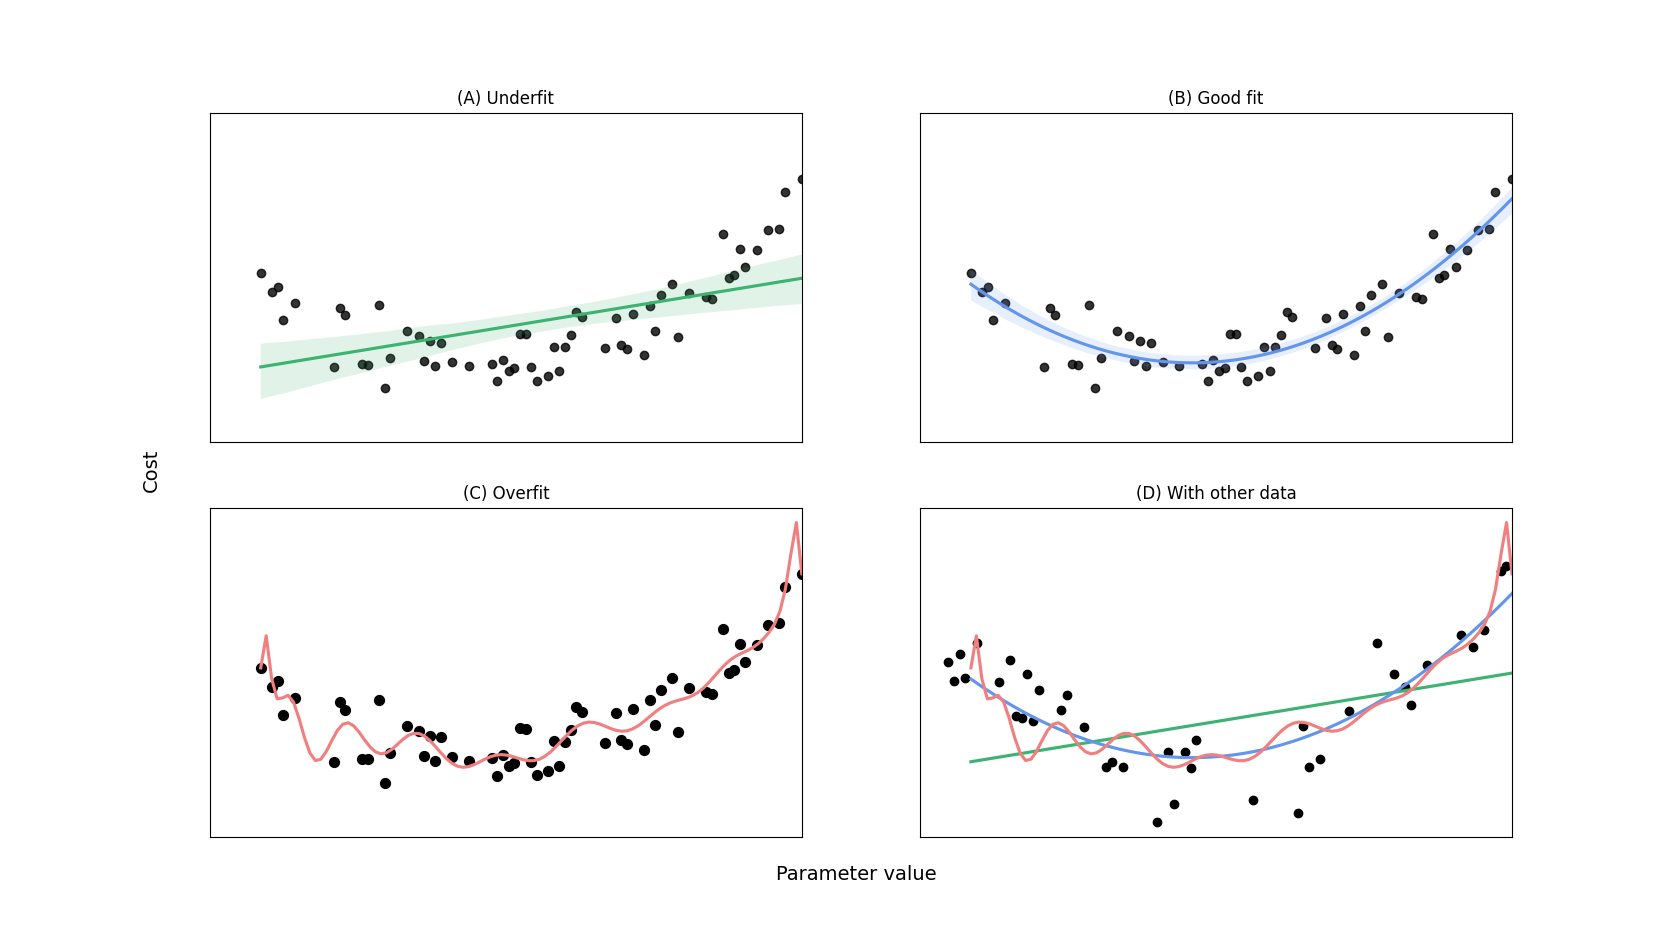 (A) Underfit
(B) Good fit
Cost
(C) Overfit
(D) With other data
Parameter value